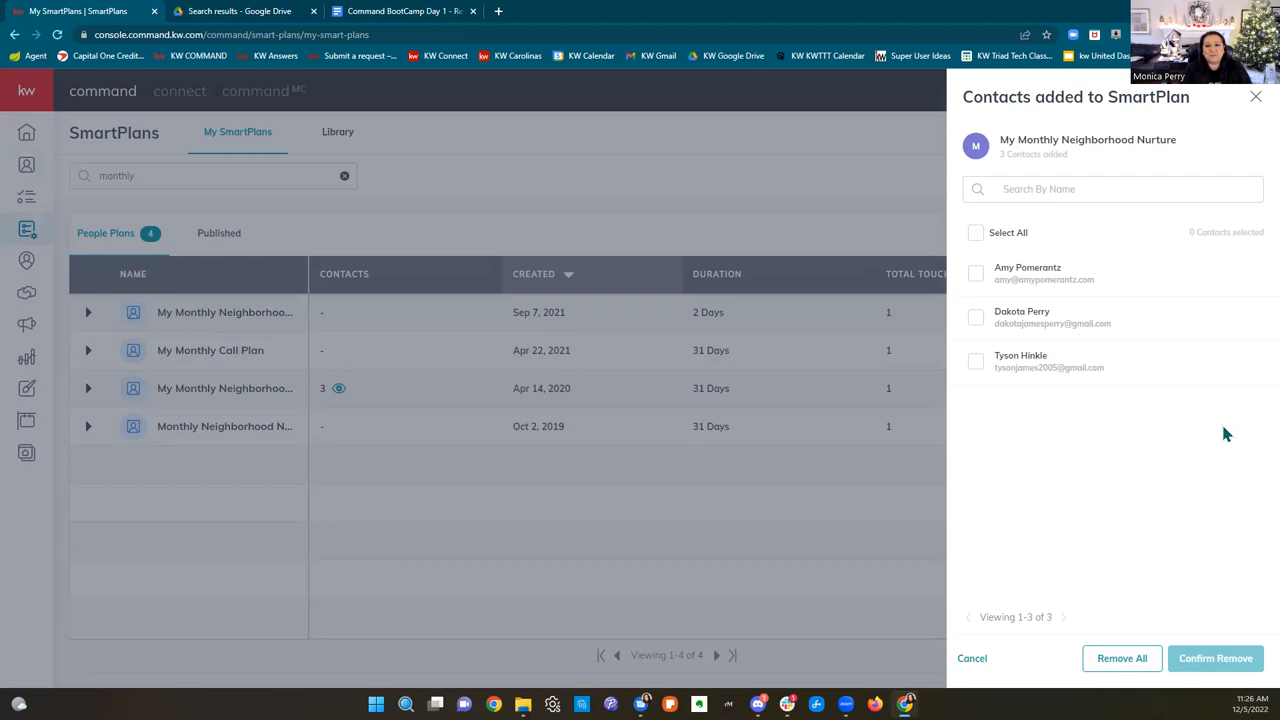 My SmartPlans | SmartPlans
Search results - Google Drive
Command BootCamp Day 1 - Re
console.command.kw.com/command/smart-plans/my-smart-plans
Agent
Capital One Credit...
KW COMMAND
KW Connect
KW Carolinas
Submit a request –...
KW Calendar
KW Gmail
KW Google Drive
KW KWTTT Calendar
Super User Ideas
KW Triad Tech Class...
kw United Das
Monica Perry
kw
command
connect
command MC
SmartPlans
My SmartPlans
Library
monthly
People Plans 4
Published
NAME
CONTACTS
CREATED
DURATION
TOTAL TOUCH
My Monthly Neighborhoo... - Sep 7, 2021 2 Days 1
My Monthly Call Plan - Apr 22, 2021 31 Days 1
My Monthly Neighborhoo... 3 Apr 14, 2020 31 Days 1
Monthly Neighborhood N... - Oct 2, 2019 31 Days 1
Viewing 1-4 of 4
Contacts added to SmartPlan
M
My Monthly Neighborhood Nurture
3 Contacts added
Search By Name
Select All
0 Contacts selected
Amy Pomerantz
amy@amypomerantz.com
Dakota Perry
dakotajamesperry@gmail.com
Tyson Hinkle
tysonjames2005@gmail.com
Viewing 1-3 of 3
Cancel
Remove All
Confirm Remove
11:26 AM
12/5/2022